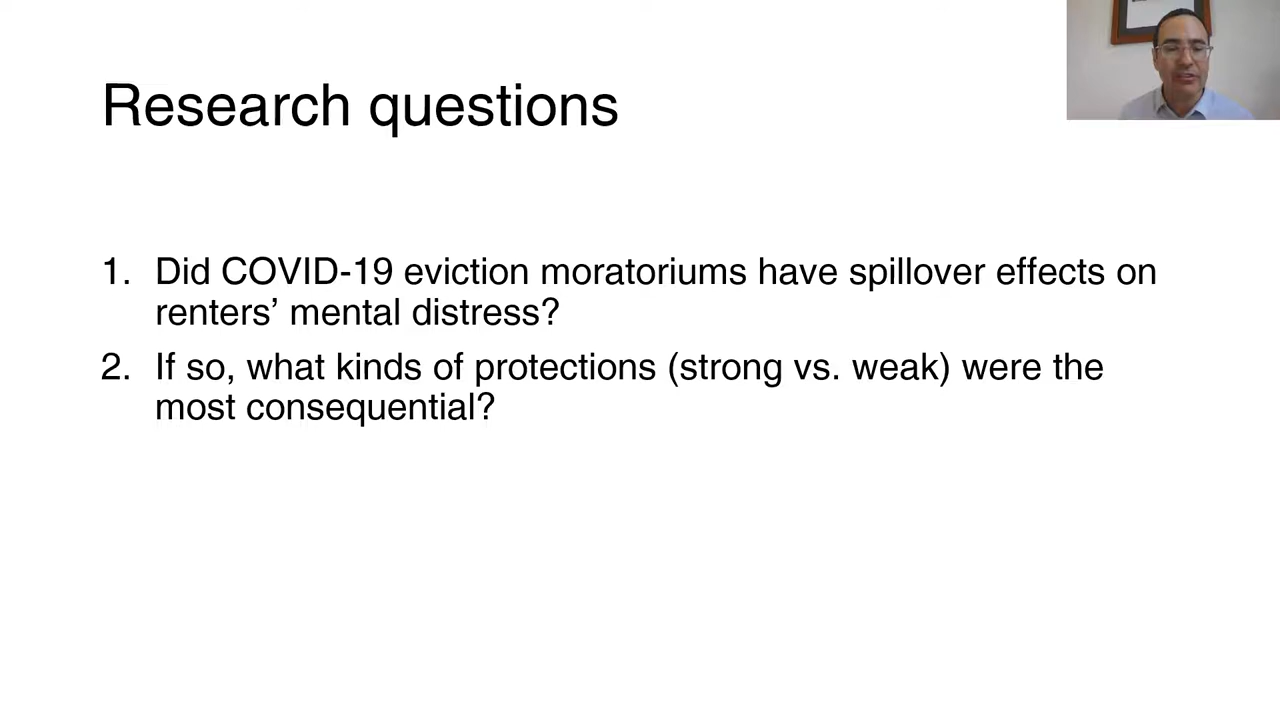 Research questions
1. Did COVID-19 eviction moratoriums have spillover effects on
renters’ mental distress?
2. If so, what kinds of protections (strong vs. weak) were the
most consequential?